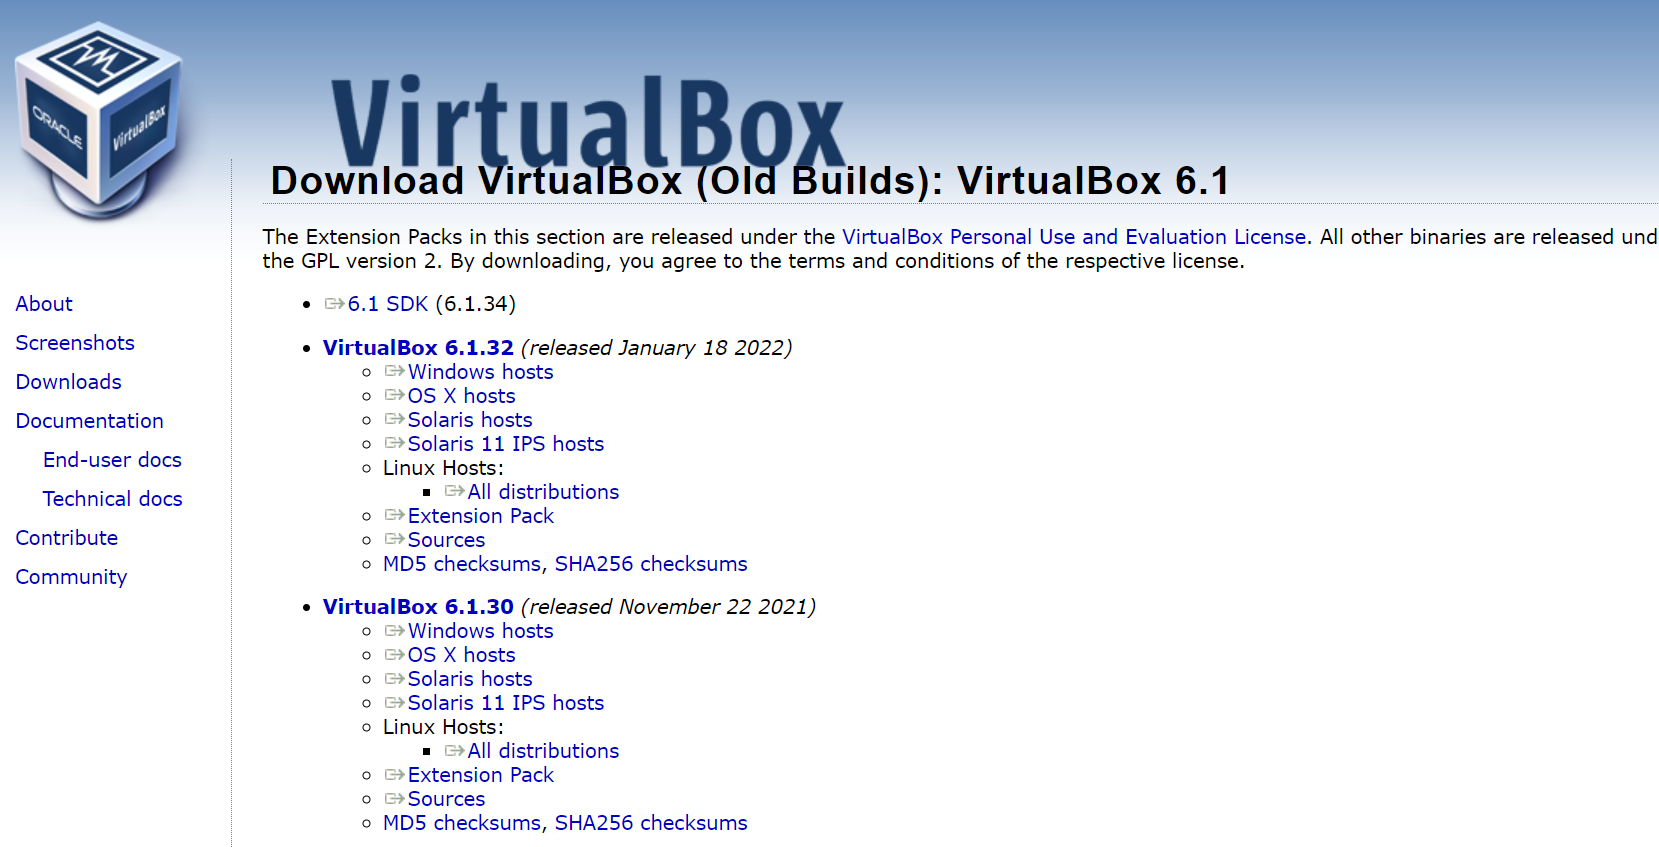 ORACLE
VirtualBox
VirtualBox
Download VirtualBox (Old Builds): VirtualBox 6.1
The Extension Packs in this section are released under the VirtualBox Personal Use and Evaluation License. All other binaries are released und
the GPL version 2. By downloading, you agree to the terms and conditions of the respective license.
About
Screenshots
Downloads
Documentation
End-user docs
Technical docs
Contribute
Community
6.1 SDK (6.1.34)
VirtualBox 6.1.32 (released January 18 2022)
Windows hosts
OS X hosts
Solaris hosts
Solaris 11 IPS hosts
Linux Hosts:
All distributions
Extension Pack
Sources
MD5 checksums, SHA256 checksums
VirtualBox 6.1.30 (released November 22 2021)
Windows hosts
OS X hosts
Solaris hosts
Solaris 11 IPS hosts
Linux Hosts:
All distributions
Extension Pack
Sources
MD5 checksums, SHA256 checksums